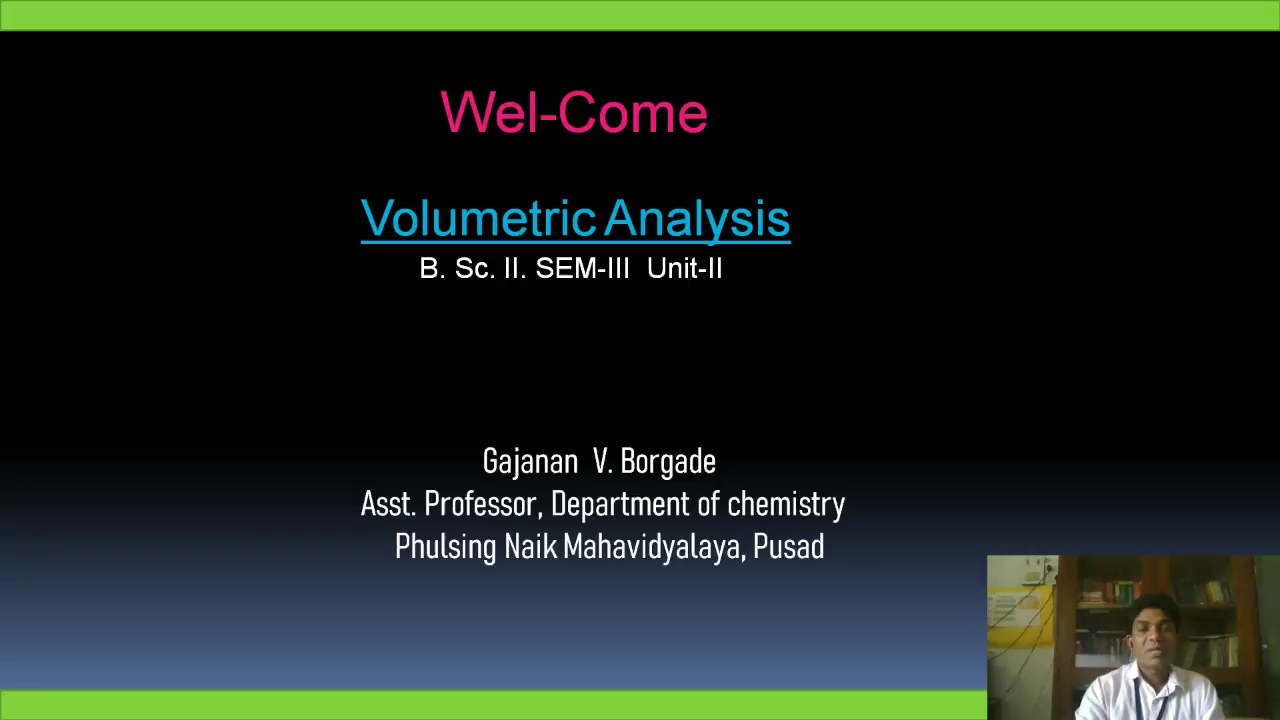 Wel-Come
Volumetric Analysis
B. Sc. II. SEM-III Unit-II
Gajanan V. Borgade
Asst. Professor, Department of chemistry
Phulsing Naik Mahavidyalaya, Pusad